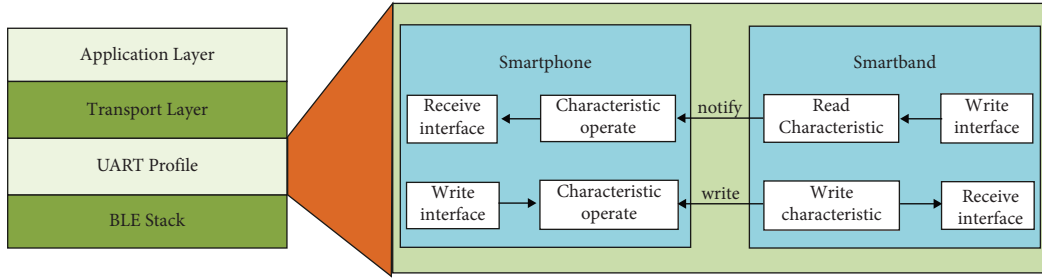 Application Layer
Transport Layer
UART Profile
BLE Stack
Smartphone
Smartband
Receive
interface
Characteristic
operate
notify
Read
Characteristic
Write
interface
Write
interface
Characteristic
operate
write
Write
characteristic
Receive
interface